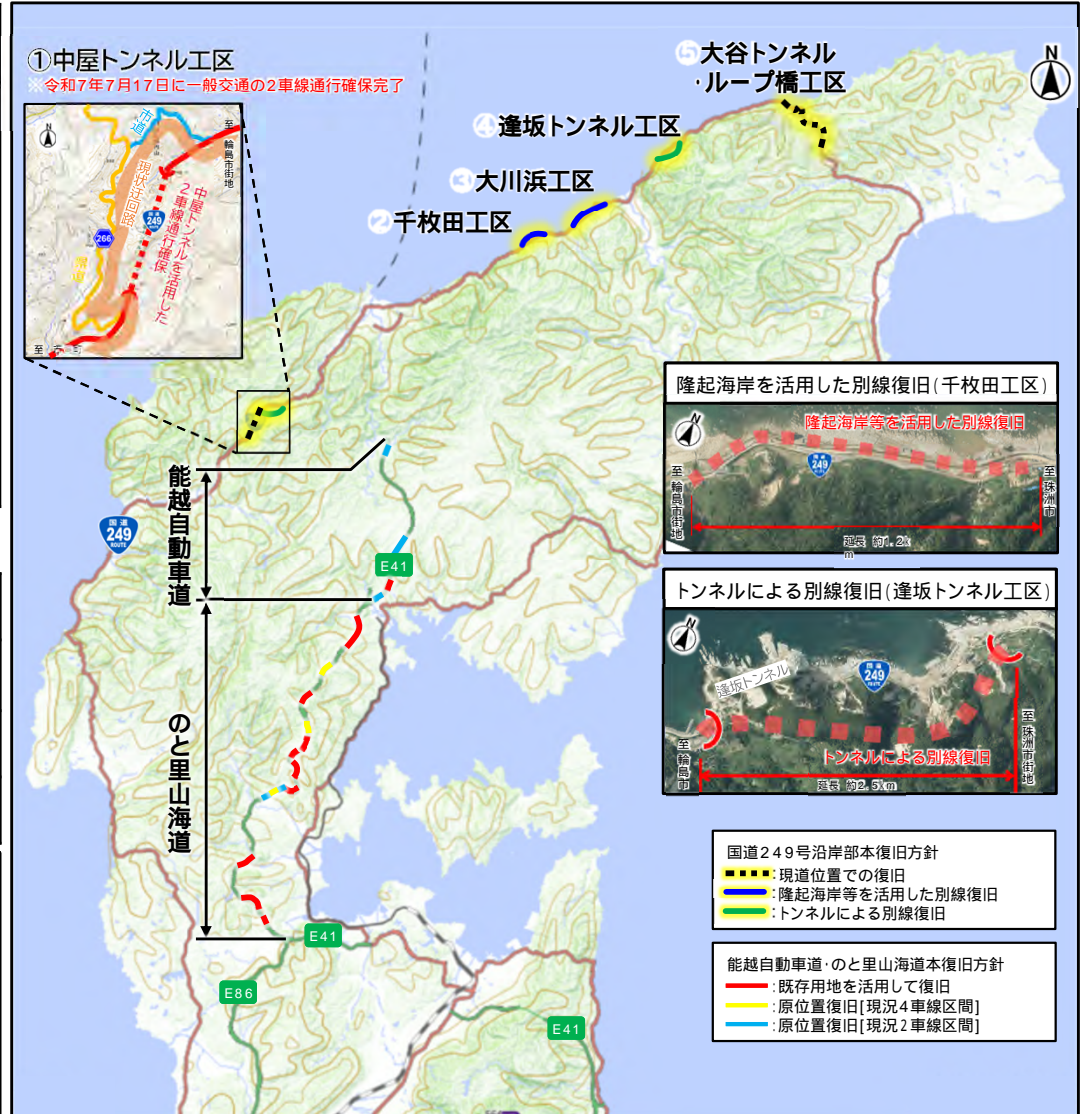 ①中屋トンネル工区
※令和7年7月17日に一般交通の2車線通行確保完了
N
市道
至 輪島市街地
現状迂回路
国道
249
ROUTE
266
県道
中屋トンネルを活用した
2車線通行確保
⑤大谷トンネル
・ループ橋工区
N
④逢坂トンネル工区
③大川浜工区
②千枚田工区
隆起海岸を活用した別線復旧(千枚田工区)
N
隆起海岸等を活用した別線復旧
249
至 輪島市街地
至 珠洲市
延長 約1.2k
m
能越自動車道
国道
249
ROUTE
E41
トンネルによる別線復旧(逢坂トンネル工区)
N
逢坂トンネル
国道
249
ROUTE
トンネルによる別線復旧
至 輪島市
至 珠洲市街地
延長 約2.5km
のと里山海道
国道249号沿岸部本復旧方針
:現道位置での復旧
:隆起海岸等を活用した別線復旧
:トンネルによる別線復旧
E41
E86
E41
能越自動車道・のと里山海道本復旧方針
:既存用地を活用して復旧
:原位置復旧[現況4車線区間]
:原位置復旧[現況2車線区間]